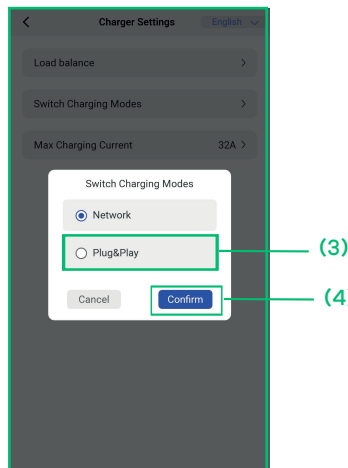 Charger Settings English
Load balance
Switch Charging Modes
Max Charging Current 32A
Switch Charging Modes
Network
Plug&Play
(3)
Cancel Confirm
(4